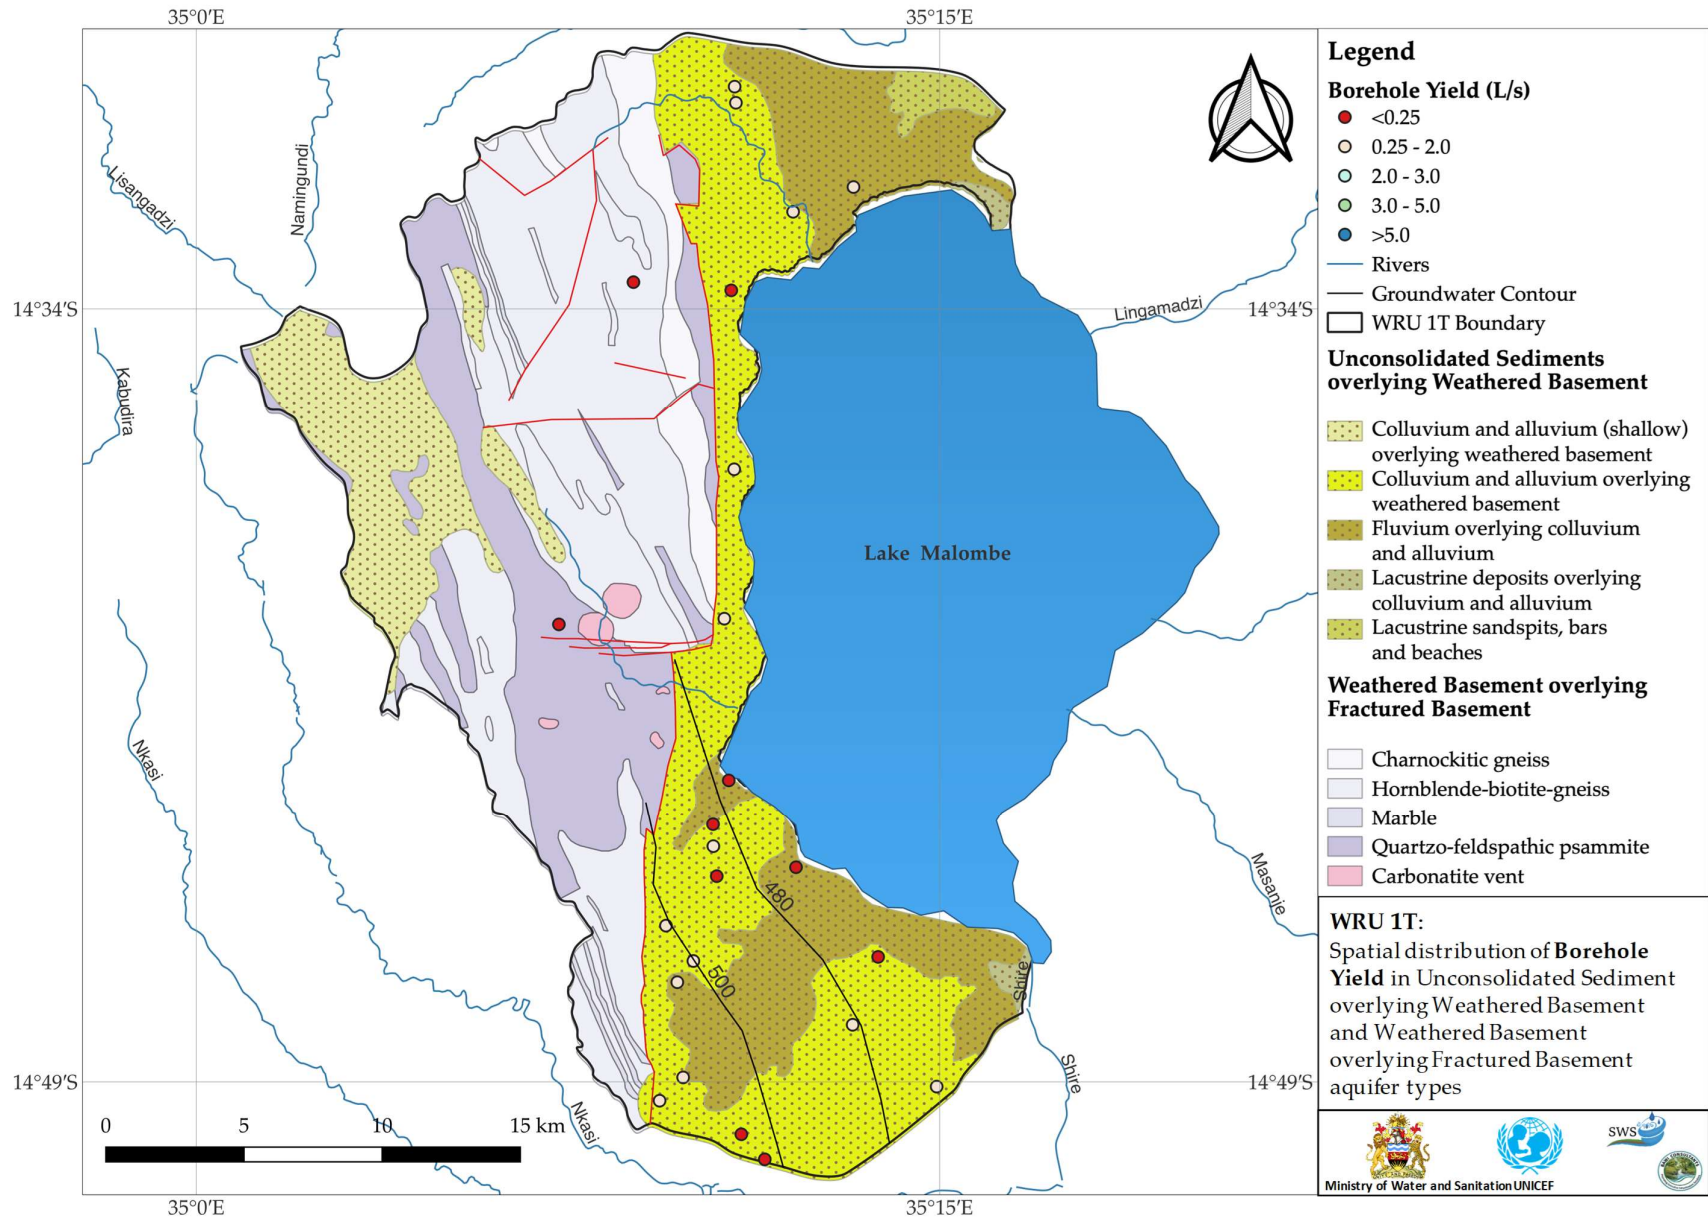 35°0′E
35°15′E
Lisangadzi
Namingundi
14°34′S
14°34′S
Kabudira
Lingamadzi
Lake Malombe
Nkasi
Masanje
480
500
Shire
Shire
14°49′S
14°49′S
Nkasi
0 5 10 15 km
35°0′E
35°15′E
Legend
Borehole Yield (L/s)
<0.25
0.25 - 2.0
2.0 - 3.0
3.0 - 5.0
>5.0
Rivers
Groundwater Contour
WRU 1T Boundary
Unconsolidated Sediments
overlying Weathered Basement
Colluvium and alluvium (shallow)
overlying weathered basement
Colluvium and alluvium overlying
weathered basement
Fluvium overlying colluvium
and alluvium
Lacustrine deposits overlying
colluvium and alluvium
Lacustrine sandspits, bars
and beaches
Weathered Basement overlying
Fractured Basement
Charnockitic gneiss
Hornblende-biotite-gneiss
Marble
Quartzo-feldspathic psammite
Carbonatite vent
WRU 1T:
Spatial distribution of Borehole
Yield in Unconsolidated Sediment
overlying Weathered Basement
and Weathered Basement
overlying Fractured Basement
aquifer types
SWS
Ministry of Water and Sanitation UNICEF